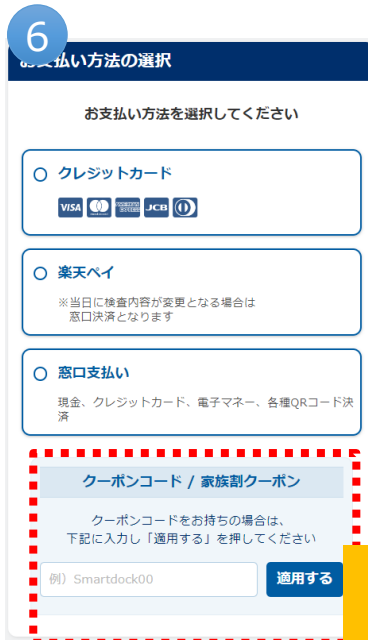 6
お支払い方法の選択
お支払い方法を選択してください
クレジットカード
VISA JCB
楽天ペイ
※当日に検査内容が変更となる場合は
窓口決済となります
窓口支払い
現金、クレジットカード、電子マネー、各種QRコード決
済
クーポンコード / 家族割クーポン
クーポンコードをお持ちの場合は、
下記に入力し「適用する」を押してください
例）Smartdock00
適用する